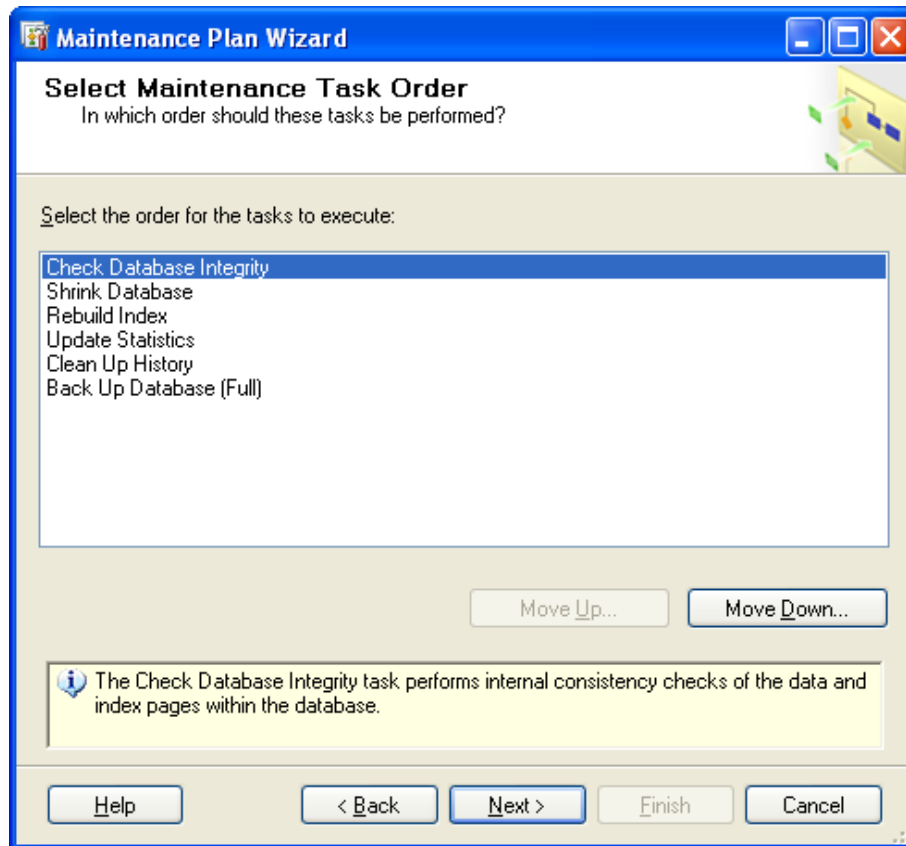 Maintenance Plan Wizard
Select Maintenance Task Order
In which order should these tasks be performed?
Select the order for the tasks to execute:
Check Database Integrity
Shrink Database
Rebuild Index
Update Statistics
Clean Up History
Back Up Database (Full)
Move Up...
Move Down...
The Check Database Integrity task performs internal consistency checks of the data and
index pages within the database.
Help
< Back
Next >
Finish
Cancel